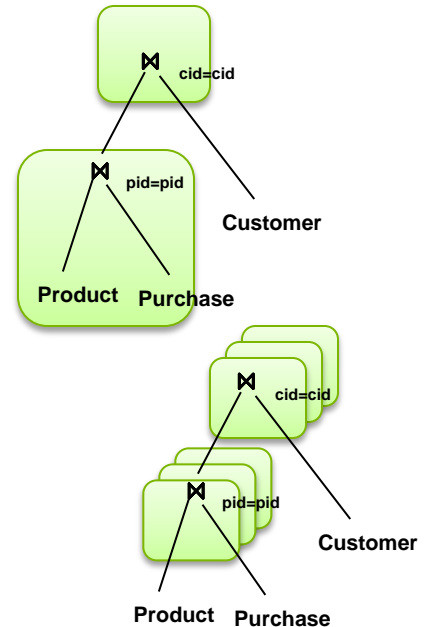 ⋈ cid=cid
⋈ pid=pid
Customer
Product Purchase
⋈ cid=cid
⋈ pid=pid
Customer
Product Purchase